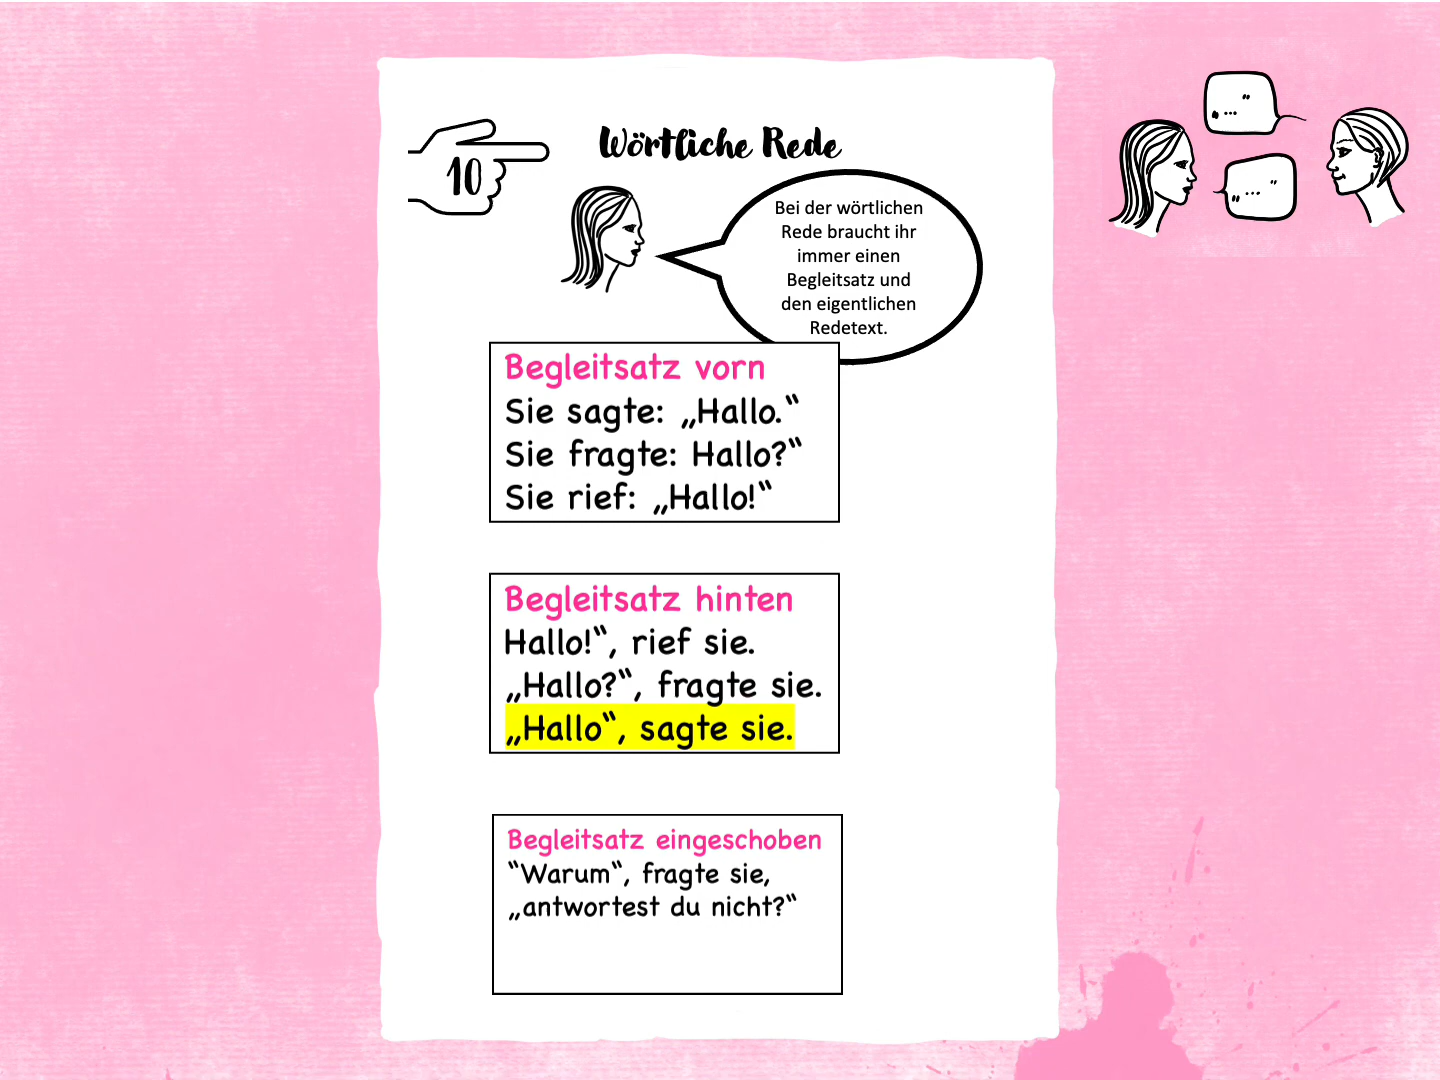 10
Wörtliche Rede
Bei der wörtlichen
Rede braucht ihr
immer einen
Begleitsatz und
den eigentlichen
Redetext.
Begleitsatz vorn
Sie sagte: „Hallo.“
Sie fragte: Hallo?“
Sie rief: „Hallo!“
Begleitsatz hinten
Hallo!“, rief sie.
„Hallo?“, fragte sie.
„Hallo“, sagte sie.
Begleitsatz eingeschoben
“Warum“, fragte sie,
„antwortest du nicht?“